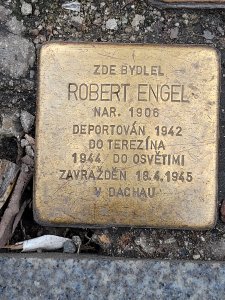 ZDE BYDLEL
ROBERT ENGEL
NAR. 1906
DEPORTOVÁN 1942
DO TEREZÍNA
1944 DO OSVĚTIMI
ZAVRAŽDĚN 18.4.1945
V DACHAU